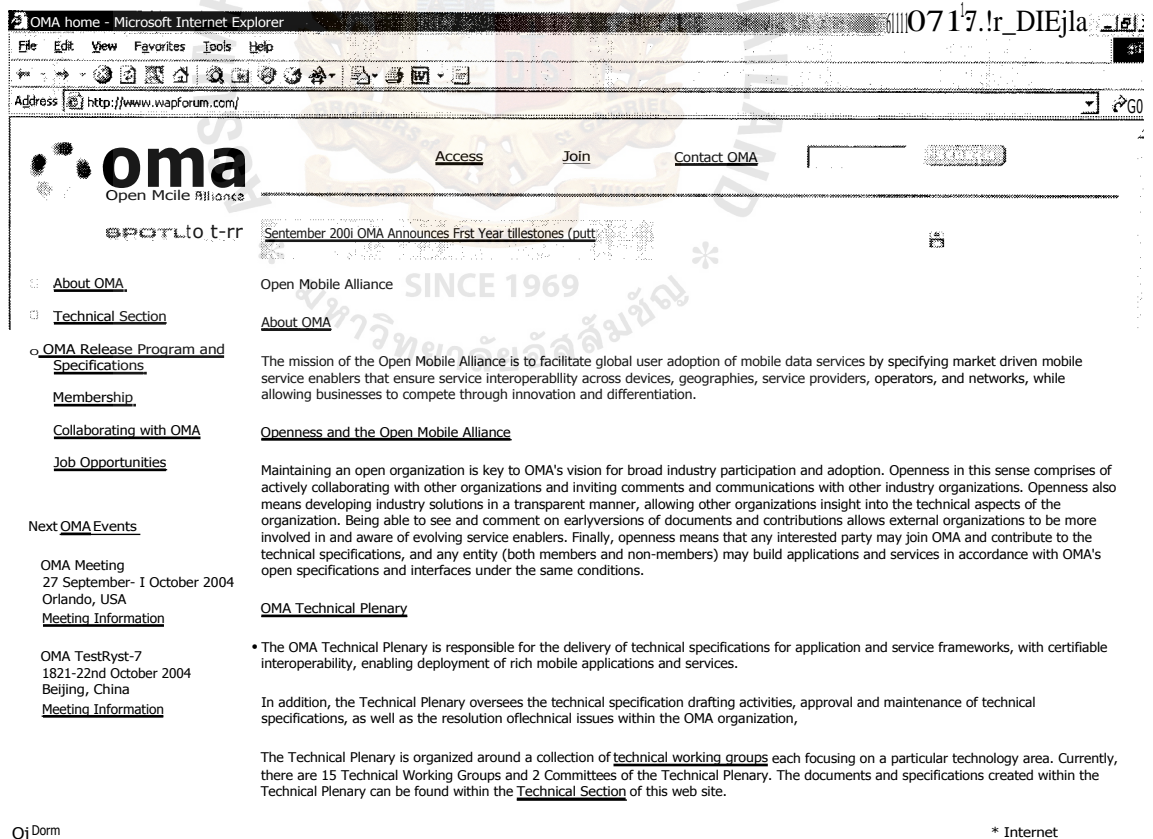 OMA home - Microsoft Internet Explorer
File Edit View Favorites Tools Help
Address http://www.wapforum.com/ GO
oma
Open Mcile Alliance
Access Join Contact OMA
Sentember 200i OMA Announces Frst Year tillestones (putt
About OMA
Technical Section
o OMA Release Program and
Specifications
Membership
Collaborating with OMA
Job Opportunities
Next OMA Events
OMA Meeting
27 September- I October 2004
Orlando, USA
Meeting Information
OMA TestRyst-7
1821-22nd October 2004
Beijing, China
Meeting Information
Open Mobile Alliance
SINCE 1969
มหาวิทยาลัยอัสสัมชัญ
About OMA
The mission of the Open Mobile Alliance is to facilitate global user adoption of mobile data services by specifying market driven mobile
service enablers that ensure service interoperabllity across devices, geographies, service providers, operators, and networks, while
allowing businesses to compete through innovation and differentiation.
Openness and the Open Mobile Alliance
Maintaining an open organization is key to OMA's vision for broad industry participation and adoption. Openness in this sense comprises of
actively collaborating with other organizations and inviting comments and communications with other industry organizations. Openness also
means developing industry solutions in a transparent manner, allowing other organizations insight into the technical aspects of the
organization. Being able to see and comment on earlyversions of documents and contributions allows external organizations to be more
involved in and aware of evolving service enablers. Finally, openness means that any interested party may join OMA and contribute to the
technical specifications, and any entity (both members and non-members) may build applications and services in accordance with OMA's
open specifications and interfaces under the same conditions.
OMA Technical Plenary
• The OMA Technical Plenary is responsible for the delivery of technical specifications for application and service frameworks, with certifiable
interoperability, enabling deployment of rich mobile applications and services.
In addition, the Technical Plenary oversees the technical specification drafting activities, approval and maintenance of technical
specifications, as well as the resolution oflechnical issues within the OMA organization,
The Technical Plenary is organized around a collection of technical working groups each focusing on a particular technology area. Currently,
there are 15 Technical Working Groups and 2 Committees of the Technical Plenary. The documents and specifications created within the
Technical Plenary can be found within the Technical Section of this web site.
Oi Dorm * Internet